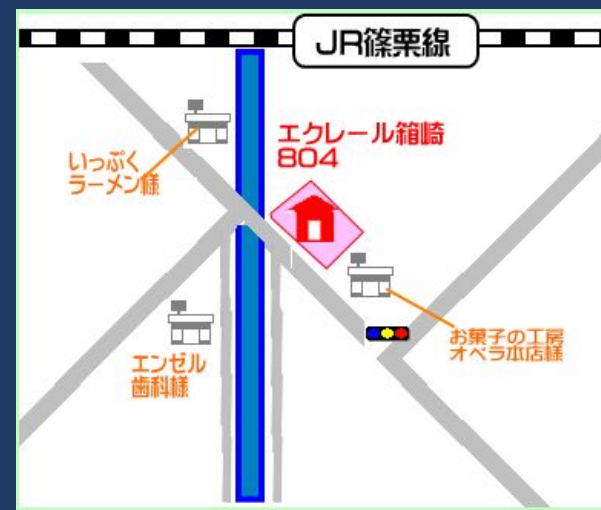 JR篠栗線
エクレール箱崎
804
いっぷく
ラーメン様
エンゼル
歯科様
お菓子の工房
オペラ本店様